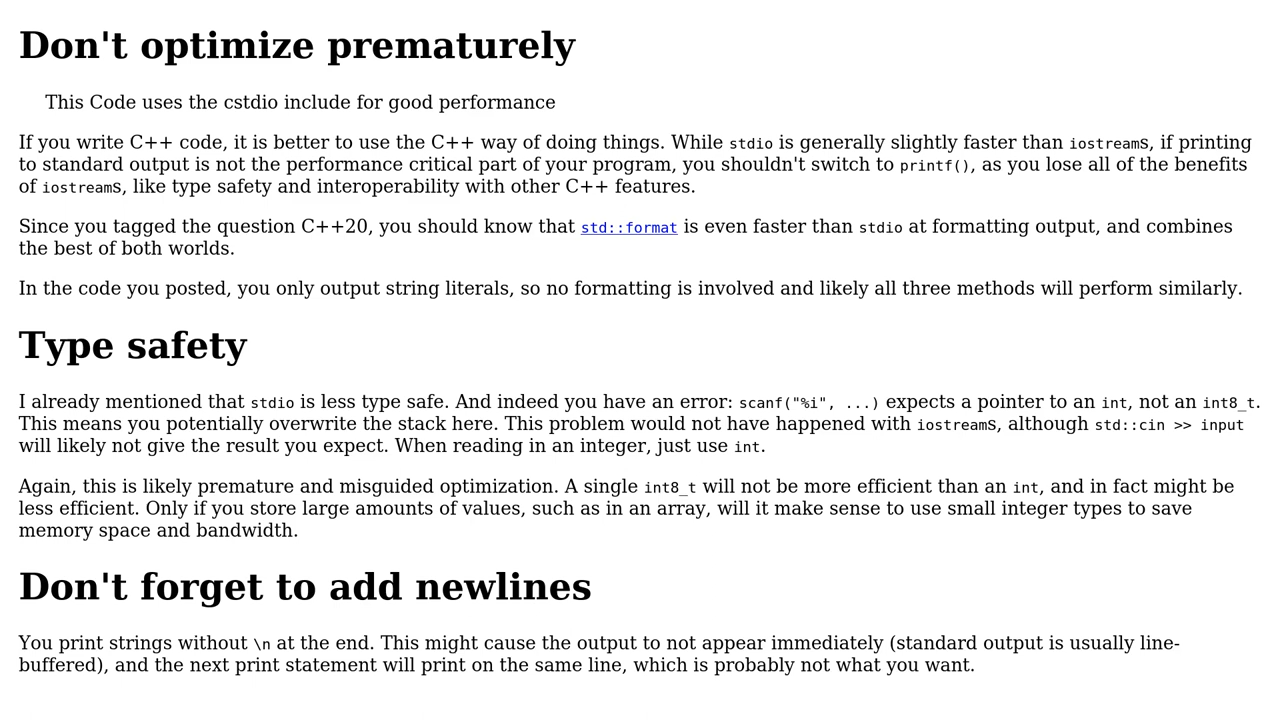 Don't optimize prematurely
This Code uses the cstdio include for good performance
If you write C++ code, it is better to use the C++ way of doing things. While stdio is generally slightly faster than iostreams, if printing
to standard output is not the performance critical part of your program, you shouldn't switch to printf(), as you lose all of the benefits
of iostreams, like type safety and interoperability with other C++ features.
Since you tagged the question C++20, you should know that std::format is even faster than stdio at formatting output, and combines
the best of both worlds.
In the code you posted, you only output string literals, so no formatting is involved and likely all three methods will perform similarly.
Type safety
I already mentioned that stdio is less type safe. And indeed you have an error: scanf("%i", ...) expects a pointer to an int, not an int8_t.
This means you potentially overwrite the stack here. This problem would not have happened with iostreams, although std::cin >> input
will likely not give the result you expect. When reading in an integer, just use int.
Again, this is likely premature and misguided optimization. A single int8_t will not be more efficient than an int, and in fact might be
less efficient. Only if you store large amounts of values, such as in an array, will it make sense to use small integer types to save
memory space and bandwidth.
Don't forget to add newlines
You print strings without \n at the end. This might cause the output to not appear immediately (standard output is usually line-
buffered), and the next print statement will print on the same line, which is probably not what you want.